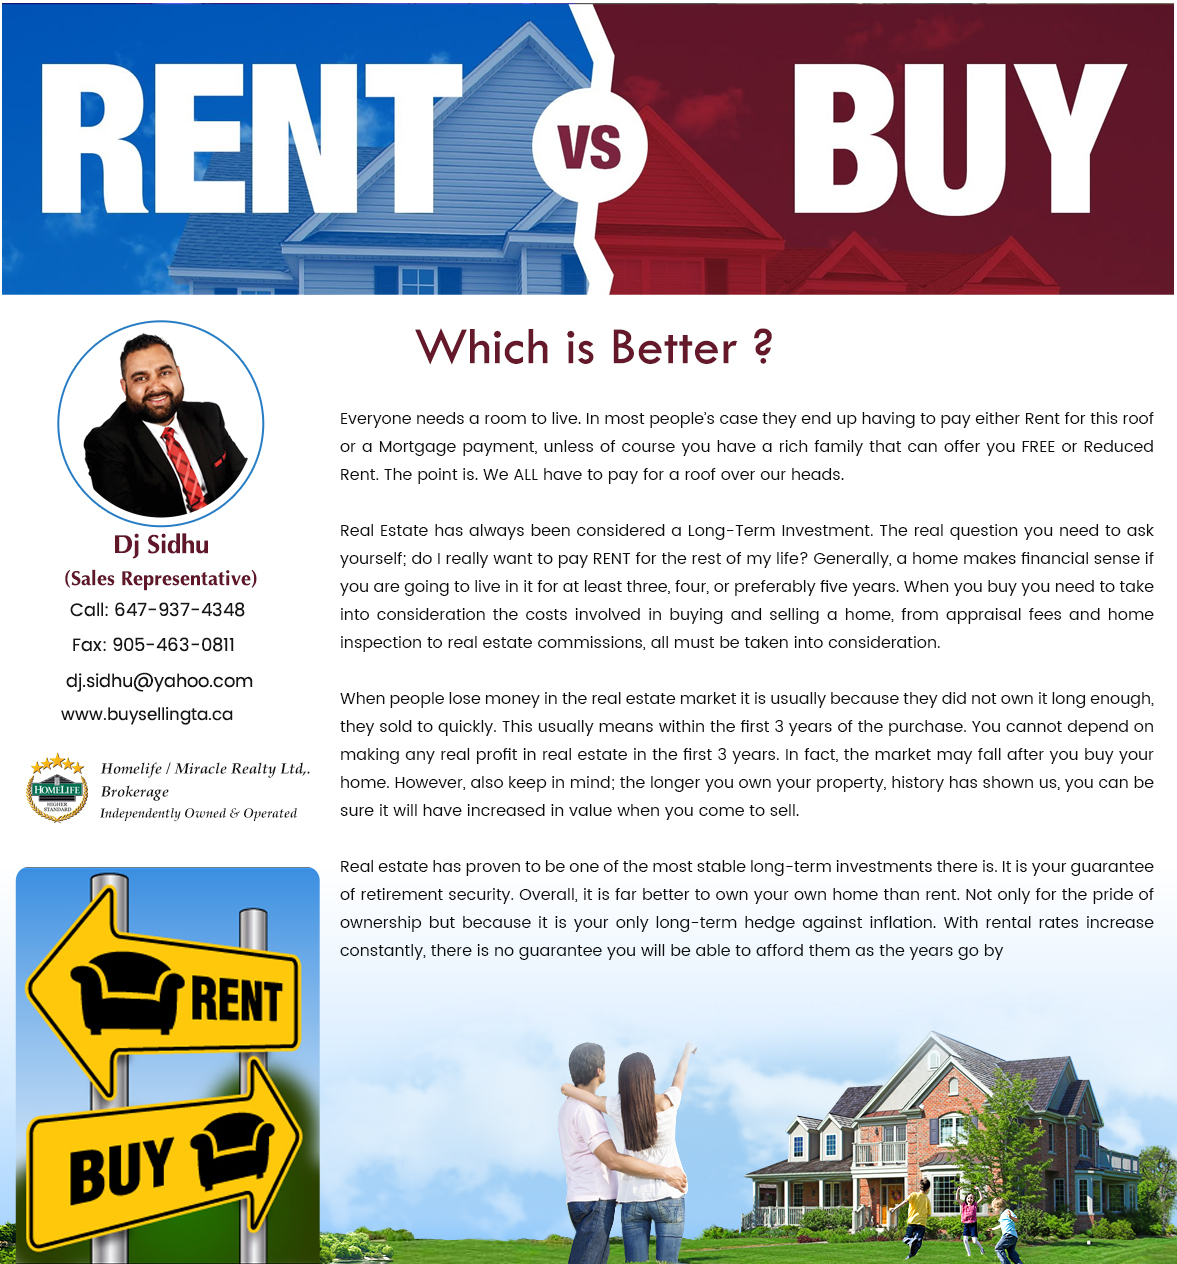 RENT VS BUY
Which is Better ?
Everyone needs a room to live. In most people's case they end up having to pay either Rent for this roof
or a Mortgage payment, unless of course you have a rich family that can offer you FREE or Reduced
Rent. The point is. We ALL have to pay for a roof over our heads.
Real Estate has always been considered a Long-Term Investment. The real question you need to ask
yourself; do I really want to pay RENT for the rest of my life? Generally, a home makes financial sense if
you are going to live in it for at least three, four, or preferably five years. When you buy you need to take
into consideration the costs involved in buying and selling a home, from appraisal fees and home
inspection to real estate commissions, all must be taken into consideration.
When people lose money in the real estate market it is usually because they did not own it long enough,
they sold to quickly. This usually means within the first 3 years of the purchase. You cannot depend on
making any real profit in real estate in the first 3 years. In fact, the market may fall after you buy your
home. However, also keep in mind; the longer you own your property, history has shown us, you can be
sure it will have increased in value when you come to sell.
Real estate has proven to be one of the most stable long-term investments there is. It is your guarantee
of retirement security. Overall, it is far better to own your own home than rent. Not only for the pride of
ownership but because it is your only long-term hedge against inflation. With rental rates increase
constantly, there is no guarantee you will be able to afford them as the years go by
Dj Sidhu
(Sales Representative)
Call: 647-937-4348
Fax: 905-463-0811
dj.sidhu@yahoo.com
www.buysellingta.ca
HOMELIFE
HIGHER
STANDARD
Homelife / Miracle Realty Ltd,.
Brokerage
Independently Owned & Operated
RENT
BUY